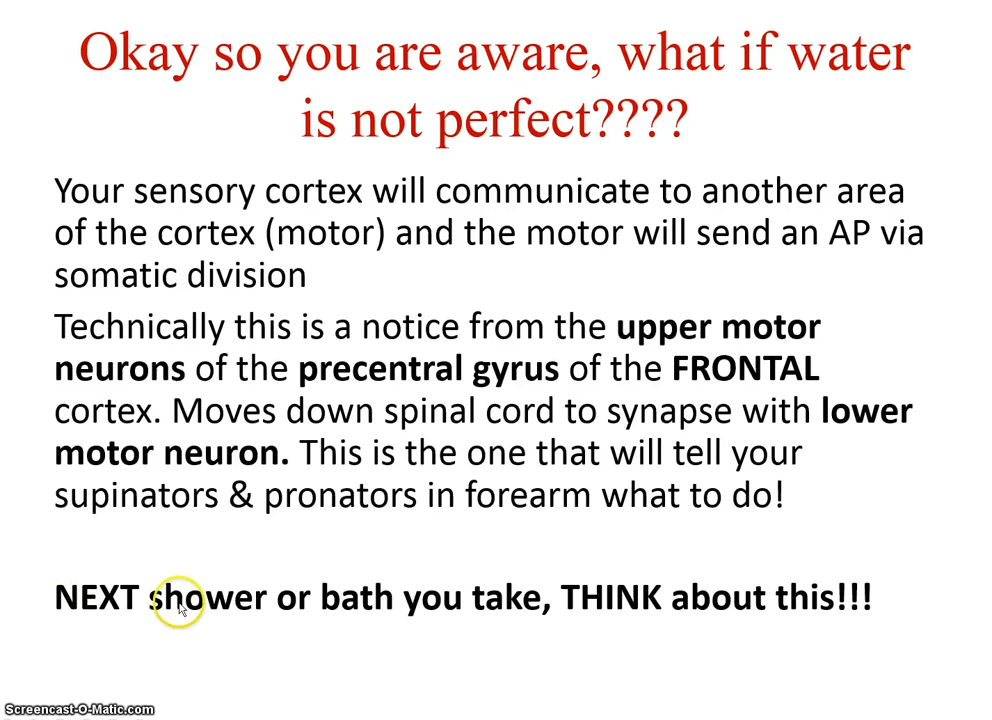 Okay so you are aware, what if water
is not perfect????
Your sensory cortex will communicate to another area
of the cortex (motor) and the motor will send an AP via
somatic division
Technically this is a notice from the upper motor
neurons of the precentral gyrus of the FRONTAL
cortex. Moves down spinal cord to synapse with lower
motor neuron. This is the one that will tell your
supinators & pronators in forearm what to do!
NEXT shower or bath you take, THINK about this!!!
Screencast-O-Matic.com